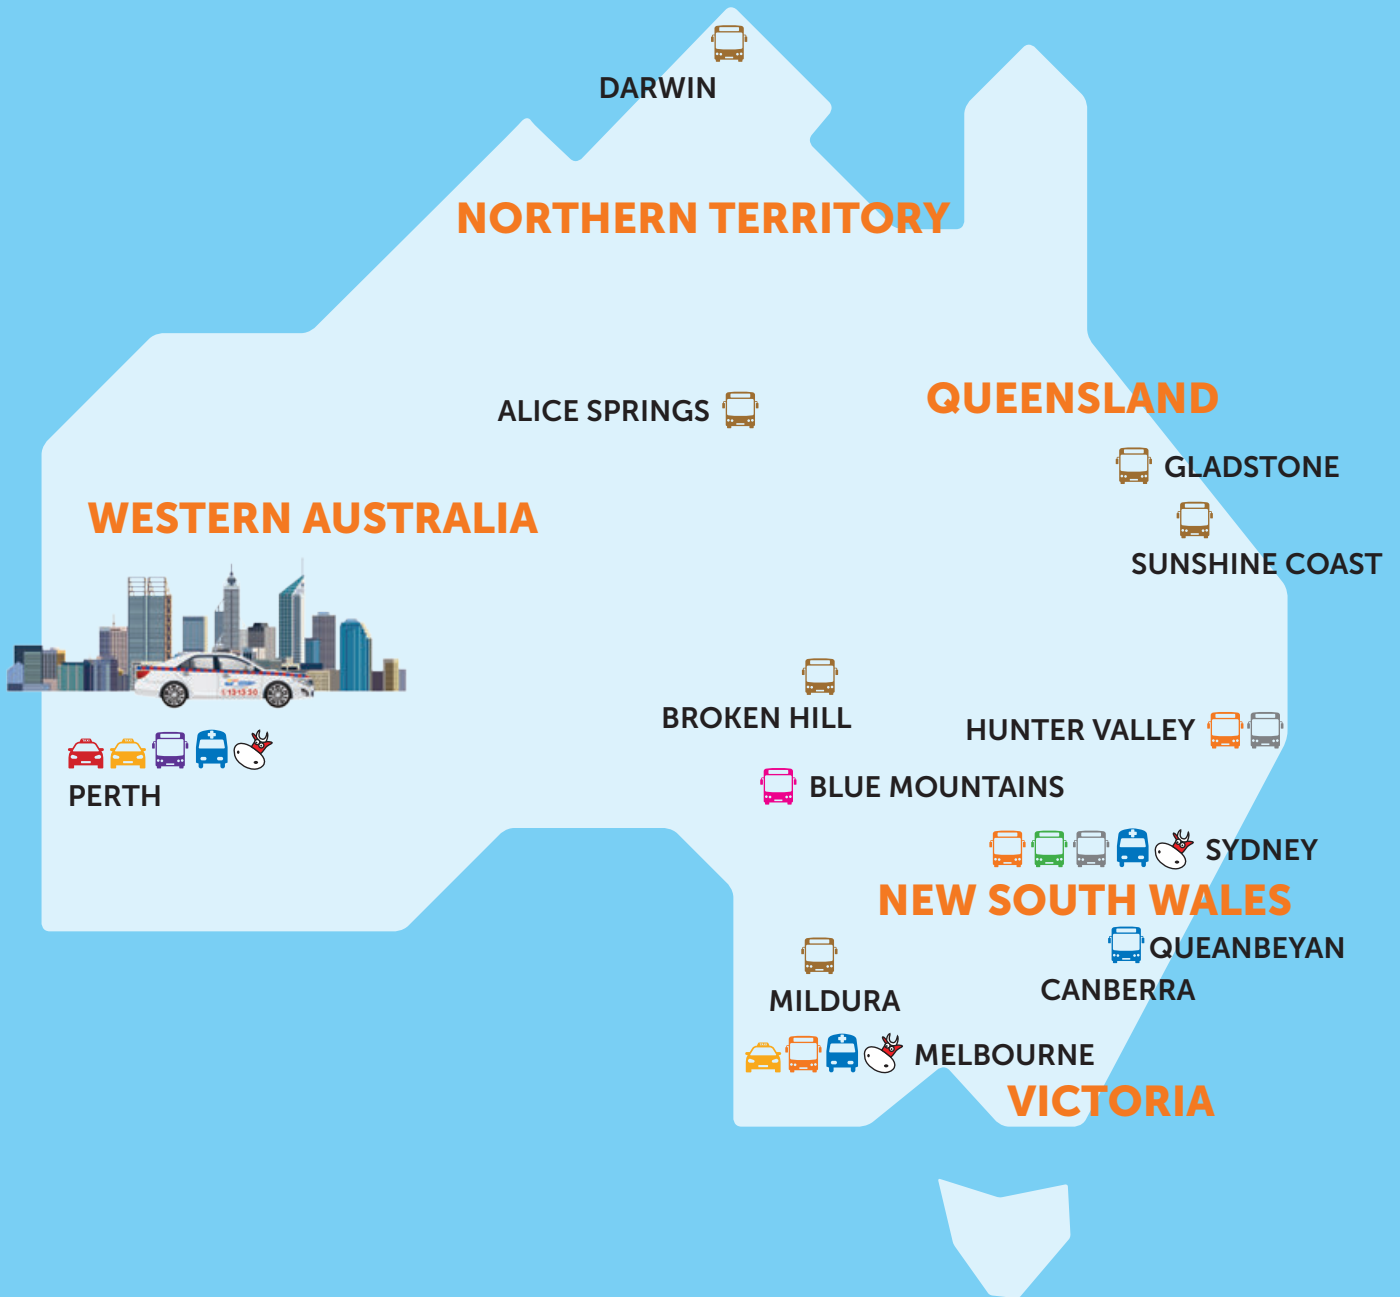 DARWIN
NORTHERN TERRITORY
QUEENSLAND
ALICE SPRINGS
GLADSTONE
WESTERN AUSTRALIA
SUNSHINE COAST
131330
BROKEN HILL
HUNTER VALLEY
BLUE MOUNTAINS
PERTH
SYDNEY
NEW SOUTH WALES
QUEANBEYAN
CANBERRA
MILDURA
MELBOURNE
VICTORIA